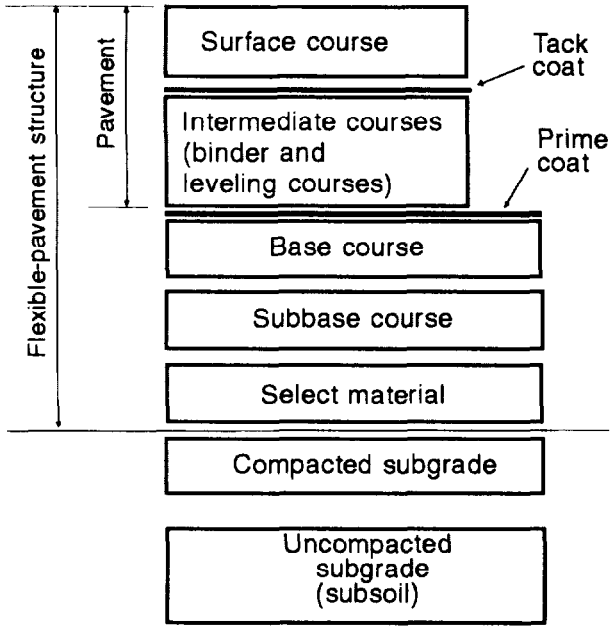 Surface course
Tack
coat
Pavement
Flexible-pavement structure
Intermediate courses
(binder and
leveling courses)
Prime
coat
Base course
Subbase course
Select material
Compacted subgrade
Uncompacted
subgrade
(subsoil)